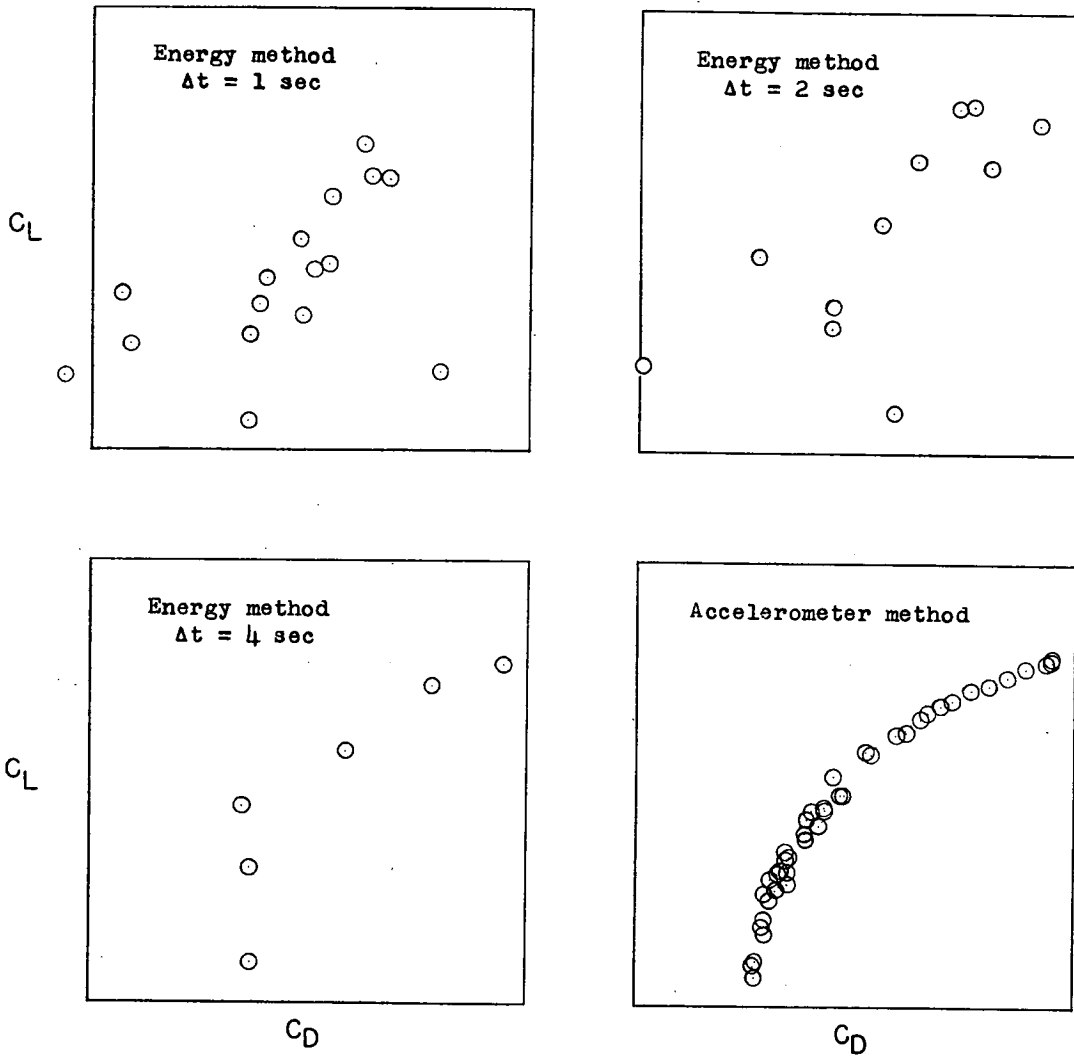 Energy method
Δt = 1 sec
Energy method
Δt = 2 sec
C_L
Energy method
Δt = 4 sec
Accelerometer method
C_L
C_D
C_D